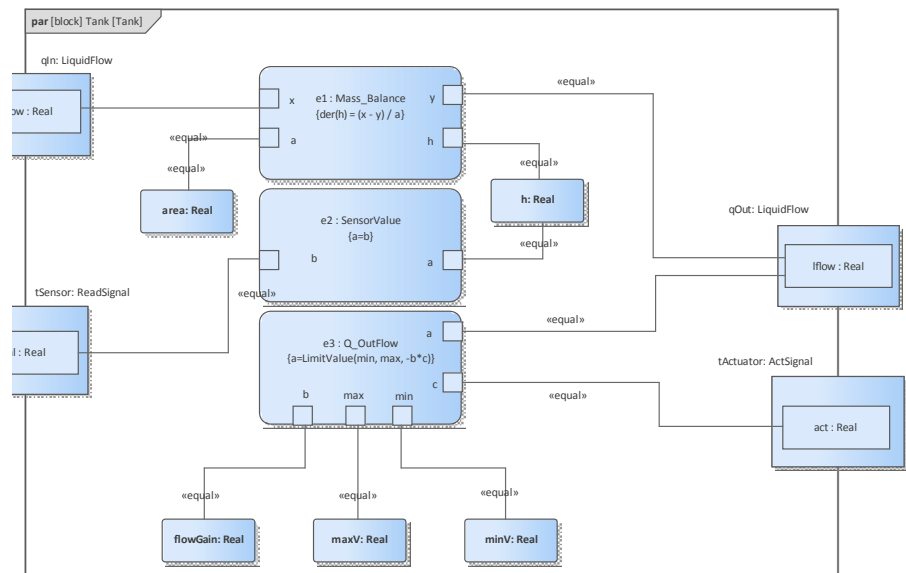 par [block] Tank [Tank]
qIn: LiquidFlow
: Real
«equal»
area: Real
«equal»
e1 : Mass_Balance
{der(h) = (x - y) / a}
x
y
a
h
«equal»
«equal»
h: Real
«equal»
e2 : SensorValue
{a=b}
b
a
«equal»
qOut: LiquidFlow
lflow : Real
tSensor: ReadSignal
: Real
e3 : Q_OutFlow
{a=LimitValue(min, max, -b*c)}
a
c
b
max
min
«equal»
«equal»
tActuator: ActSignal
act : Real
«equal»
«equal»
«equal»
flowGain: Real
maxV: Real
minV: Real